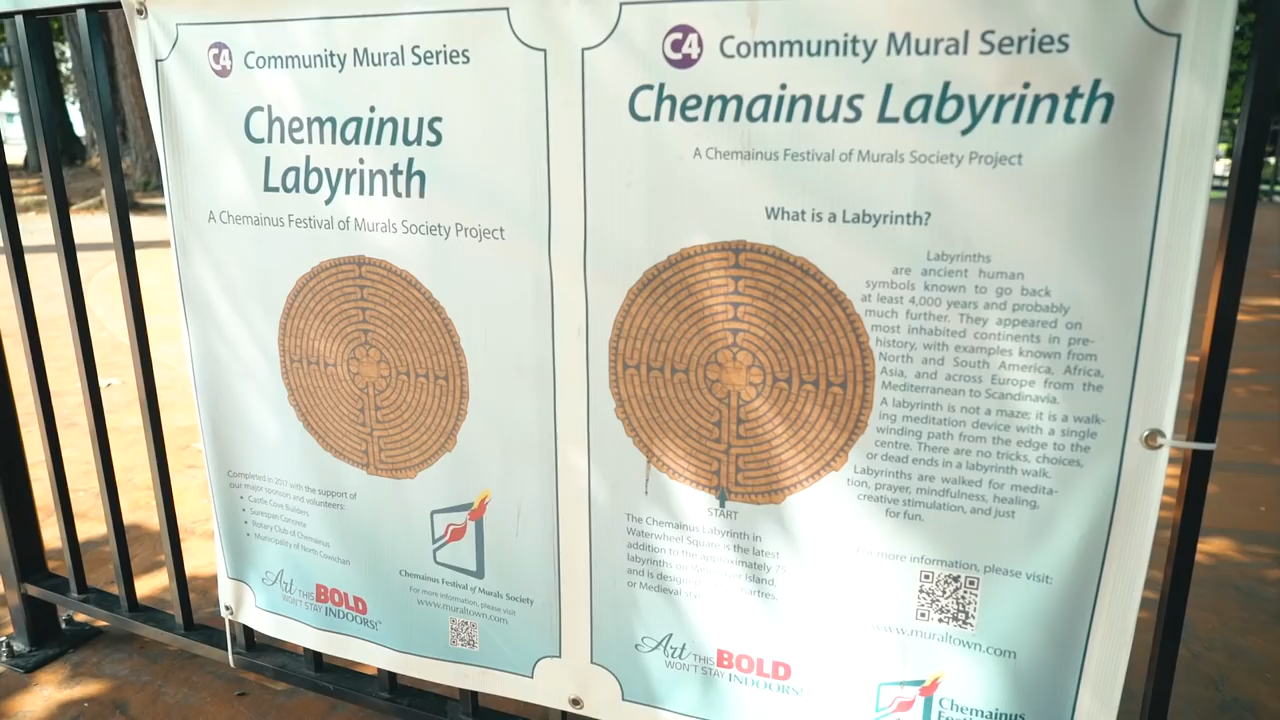 C4 Community Mural Series
Chemainus
Labyrinth
A Chemainus Festival of Murals Society Project
Completed in 2017 with the support of
our major sponsors and volunteers:
• Castle Cove Builders
• Surespan Concrete
• Rotary Club of Chemainus
• Municipality of North Cowichan
Art THIS BOLD
WON'T STAY INDOORS!
Chemainus Festival of Murals Society
For more information, please visit
www.muraltown.com
C4 Community Mural Series
Chemainus Labyrinth
A Chemainus Festival of Murals Society Project
What is a Labyrinth?
Labyrinths
are ancient human
symbols known to go back
at least 4,000 years and probably
much further. They appeared on
most inhabited continents in pre-
history, with examples known from
North and South America, Africa,
Asia, and across Europe from the
Mediterranean to Scandinavia.
A labyrinth is not a maze; it is a walk-
ing meditation device with a single
winding path from the edge to the
centre. There are no tricks, choices,
or dead ends in a labyrinth walk.
Labyrinths are walked for medita-
tion, prayer, mindfulness, healing,
creative stimulation, and just
for fun.
START
The Chemainus Labyrinth in
Waterwheel Square is the latest
addition to the approximately 75
labyrinths on Island,
and is
or Medieval
For more information, please visit:
www.muraltown.com
Art THIS BOLD
WON'T STAY INDOORS!
Chemainus